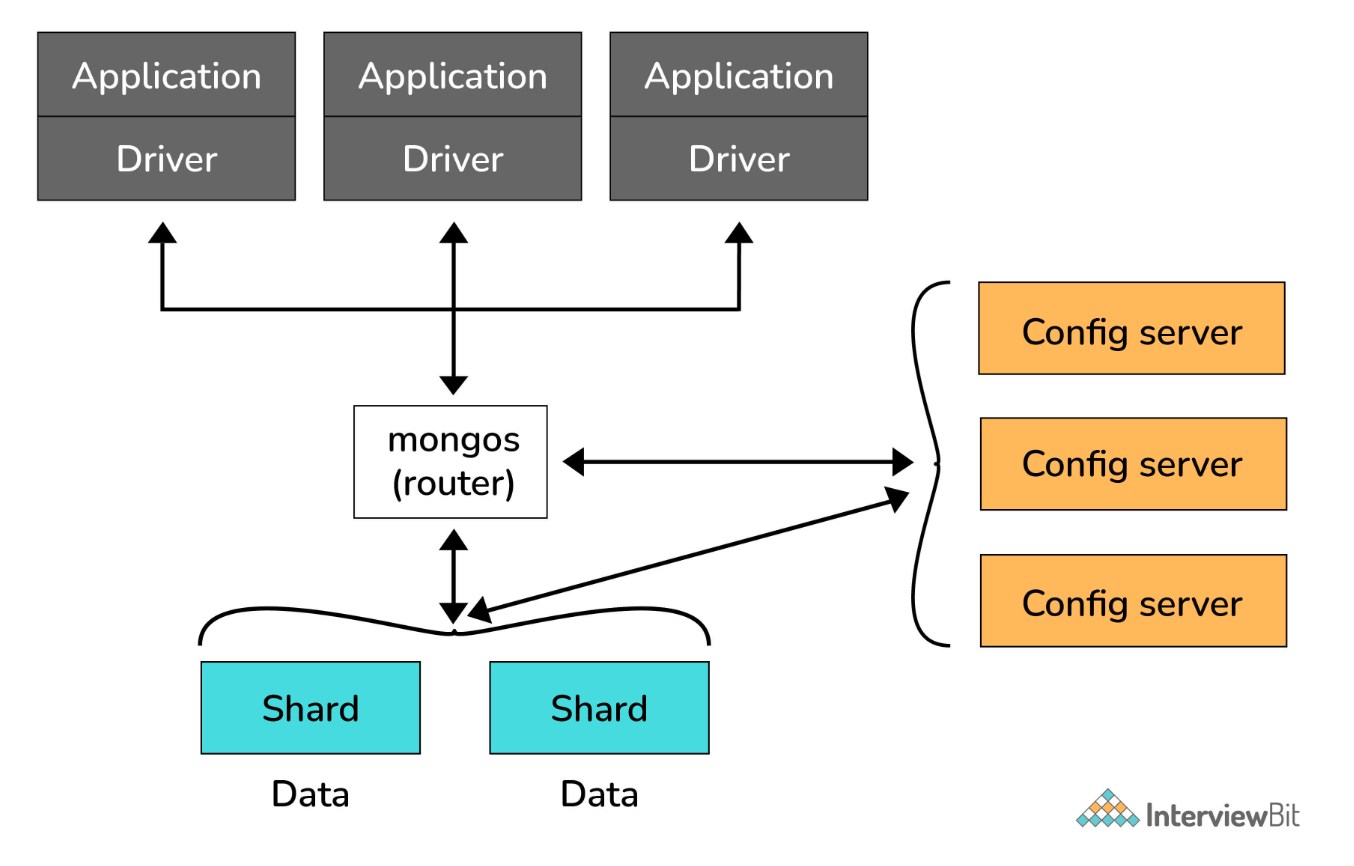 Application
Application
Application
Driver
Driver
Driver
Config server
mongos
(router)
Config server
Config server
Shard
Shard
Data
Data
InterviewBit